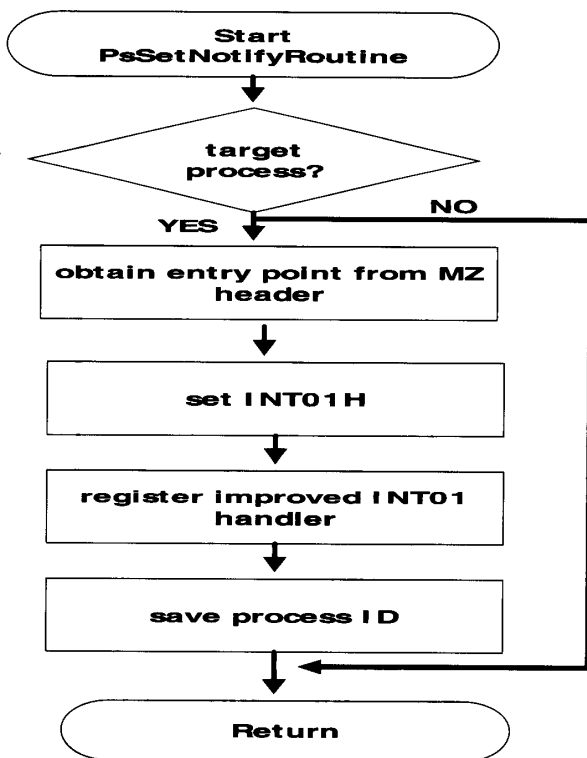 Start
PsSetNotifyRoutine
target
process?
NO
YES
obtain entry point from MZ
header
set INT01H
register improved INT01
handler
save process ID
Return